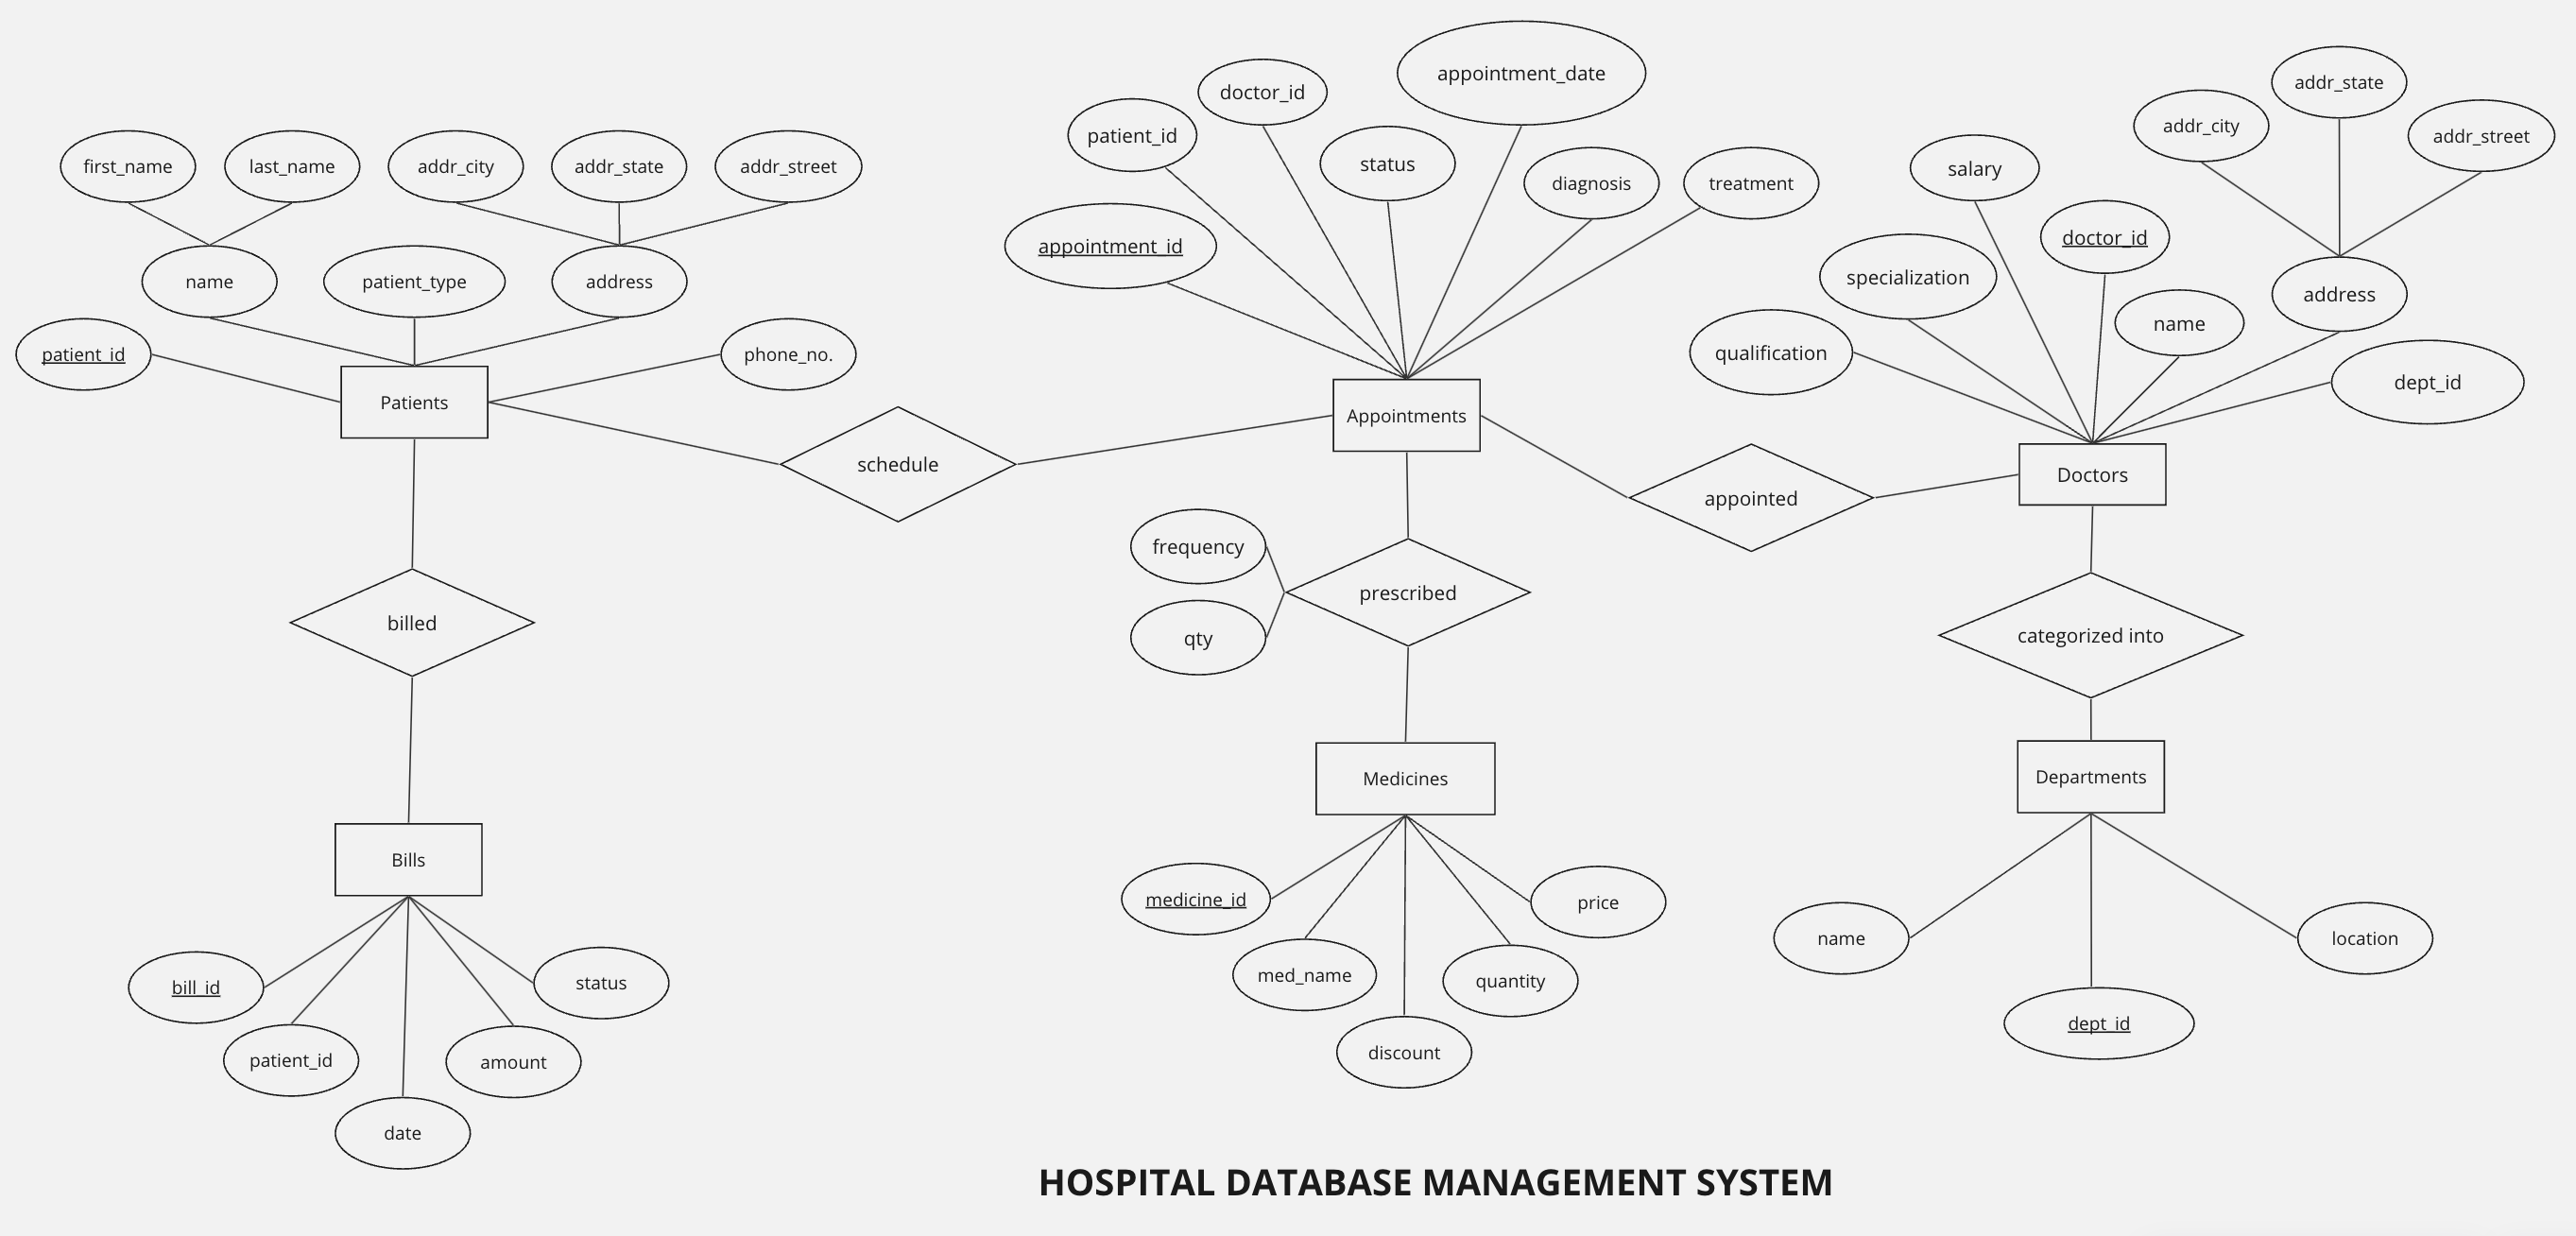 appointment_date
addr_state
doctor_id
addr_city
addr_street
patient_id
status
salary
first_name
last_name
addr_city
addr_state
addr_street
diagnosis
treatment
appointment_id
doctor_id
specialization
name
patient_type
address
address
name
qualification
patient_id
phone_no.
dept_id
Patients
Appointments
schedule
Doctors
appointed
frequency
prescribed
billed
qty
categorized into
Medicines
Departments
Bills
medicine_id
price
name
location
med_name
quantity
status
bill_id
dept_id
discount
patient_id
amount
date
HOSPITAL DATABASE MANAGEMENT SYSTEM